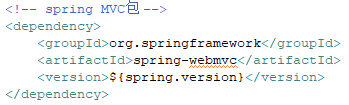 <!-- spring MVC包 -->
<dependency>
    <groupId>org.springframework</groupId>
    <artifactId>spring-webmvc</artifactId>
    <version>${spring.version}</version>
</dependency>